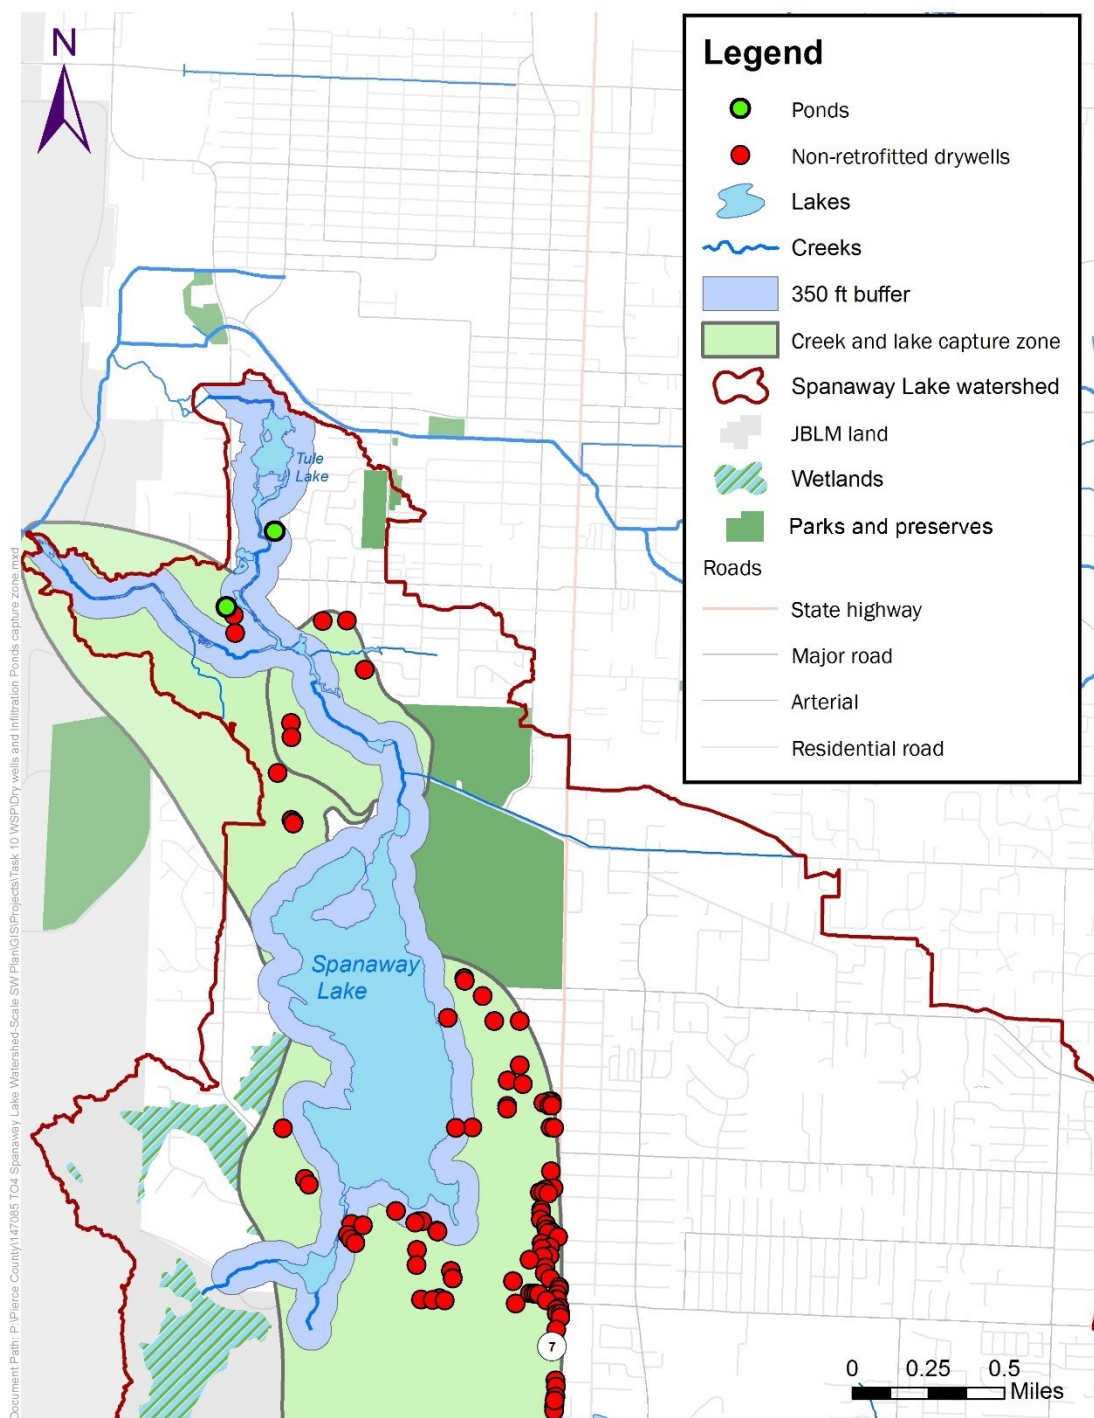 N
Legend
Ponds
Non-retrofitted drywells
Lakes
Creeks
350 ft buffer
Creek and lake capture zone
Spanaway Lake watershed
JBLM land
Wetlands
Parks and preserves
Roads
State highway
Major road
Arterial
Residential road
Tule
Lake
Spanaway
Lake
7
0 0.25 0.5
Miles
Document Path: P:\Pierce County\147085 TO4 Spanaway Lake Watershed-Scale SW Plan\GIS\Projects\Task 10 WSP\Dry wells and Infiltration Ponds capture zone.mxd